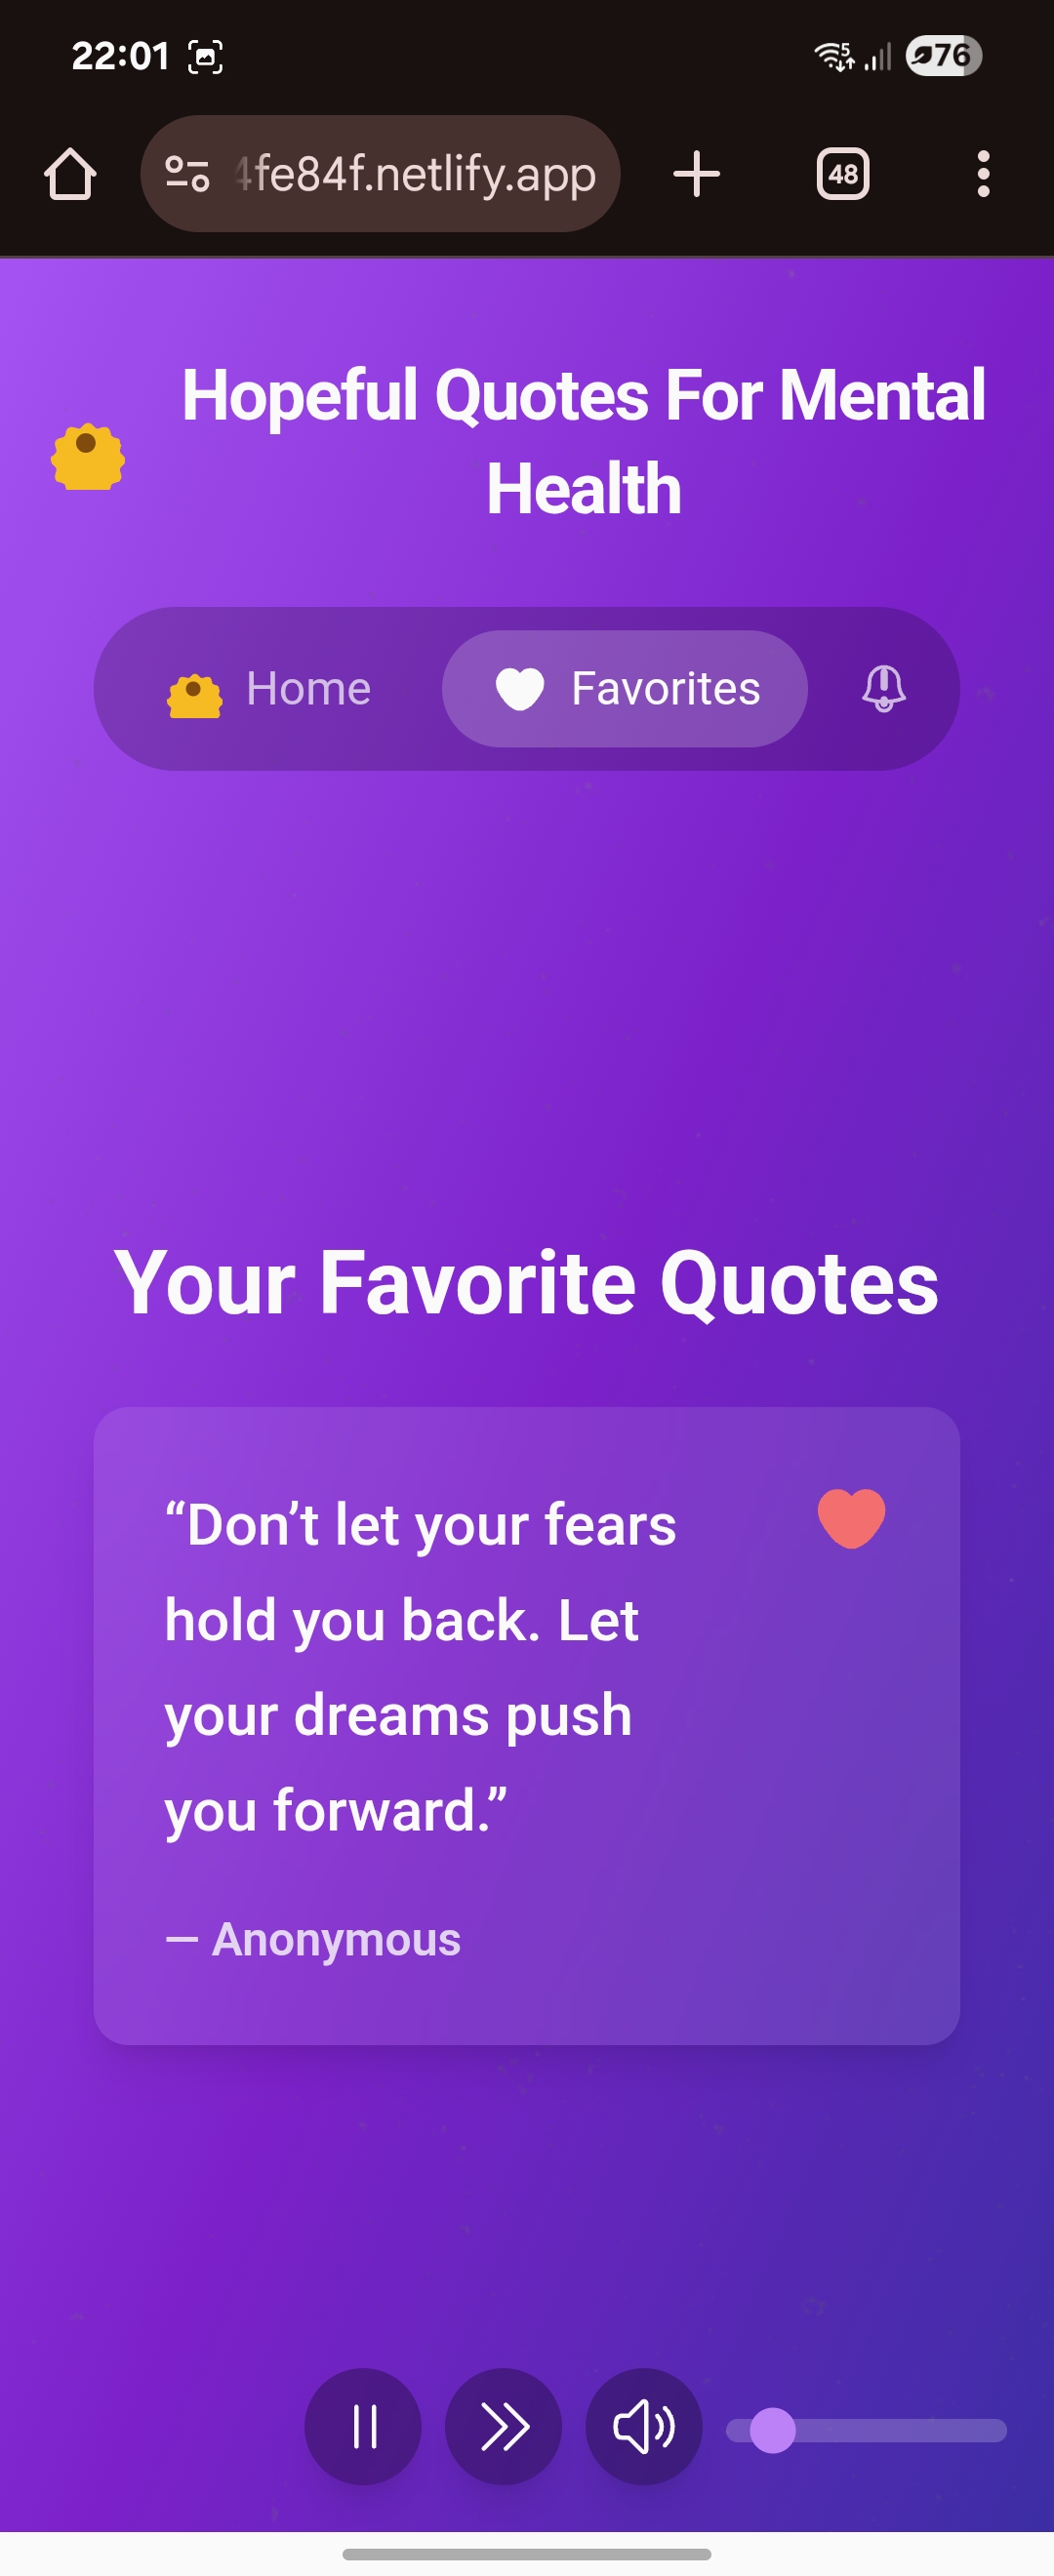 22:01
5
76
4fe84f.netlify.app
48
Hopeful Quotes For Mental
Health
Home
Favorites
Your Favorite Quotes
“Don’t let your fears
hold you back. Let
your dreams push
you forward.”
— Anonymous